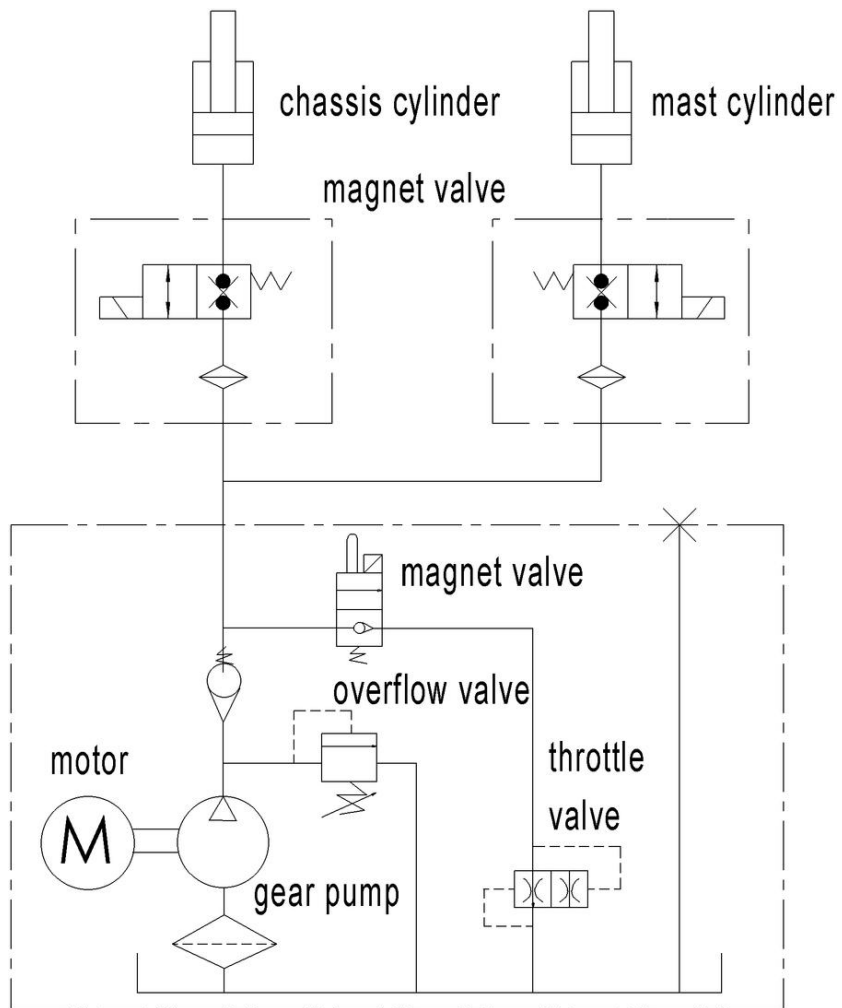 chassis cylinder
mast cylinder
magnet valve
magnet valve
overflow valve
motor
M
throttle
valve
gear pump